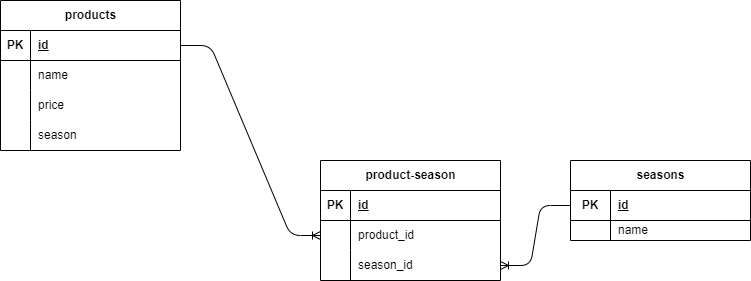 products
PK id
name
price
season
product-season
PK id
product_id
season_id
seasons
PK id
name